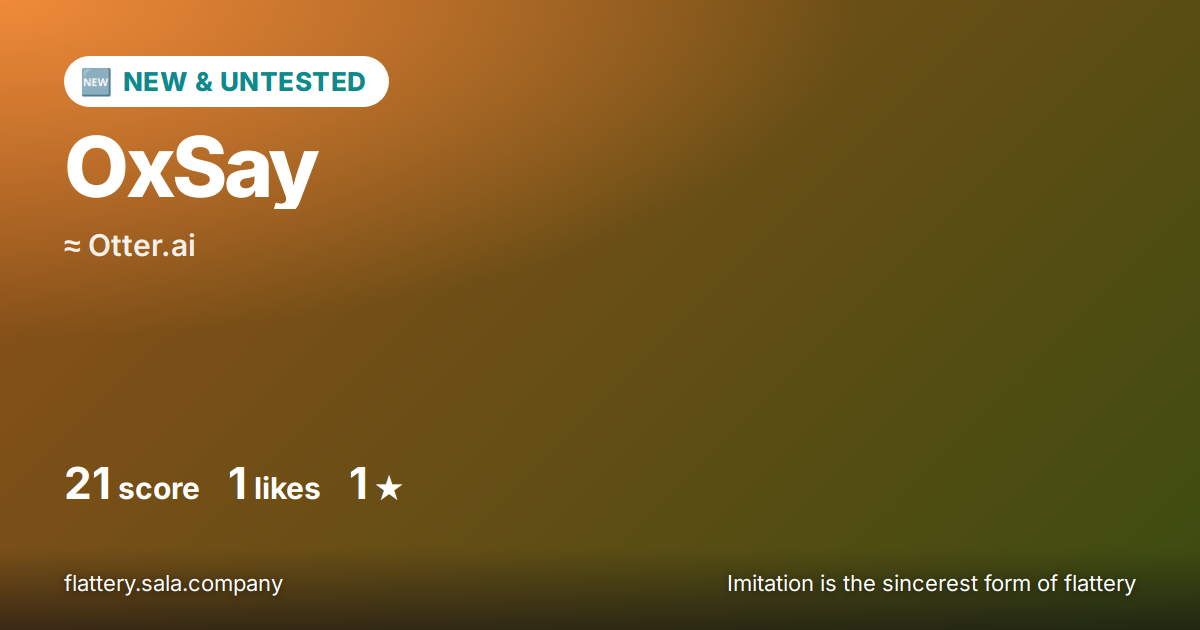 🆕 NEW & UNTESTED
OxSay
≈ Otter.ai
21 score 1 likes 1 ★
flattery.sala.company
Imitation is the sincerest form of flattery